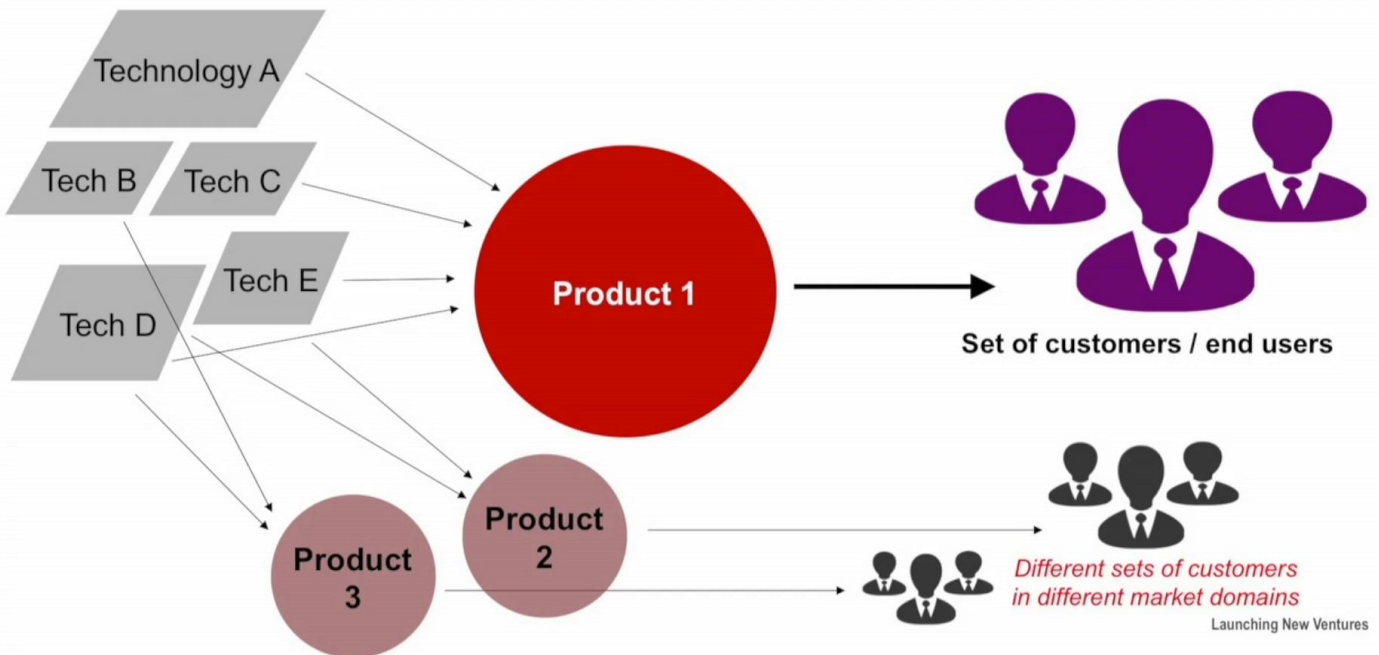 Technology A
Tech B
Tech C
Tech E
Tech D
Product 1
Set of customers / end users
Product
2
Product
3
Different sets of customers
in different market domains
Launching New Ventures